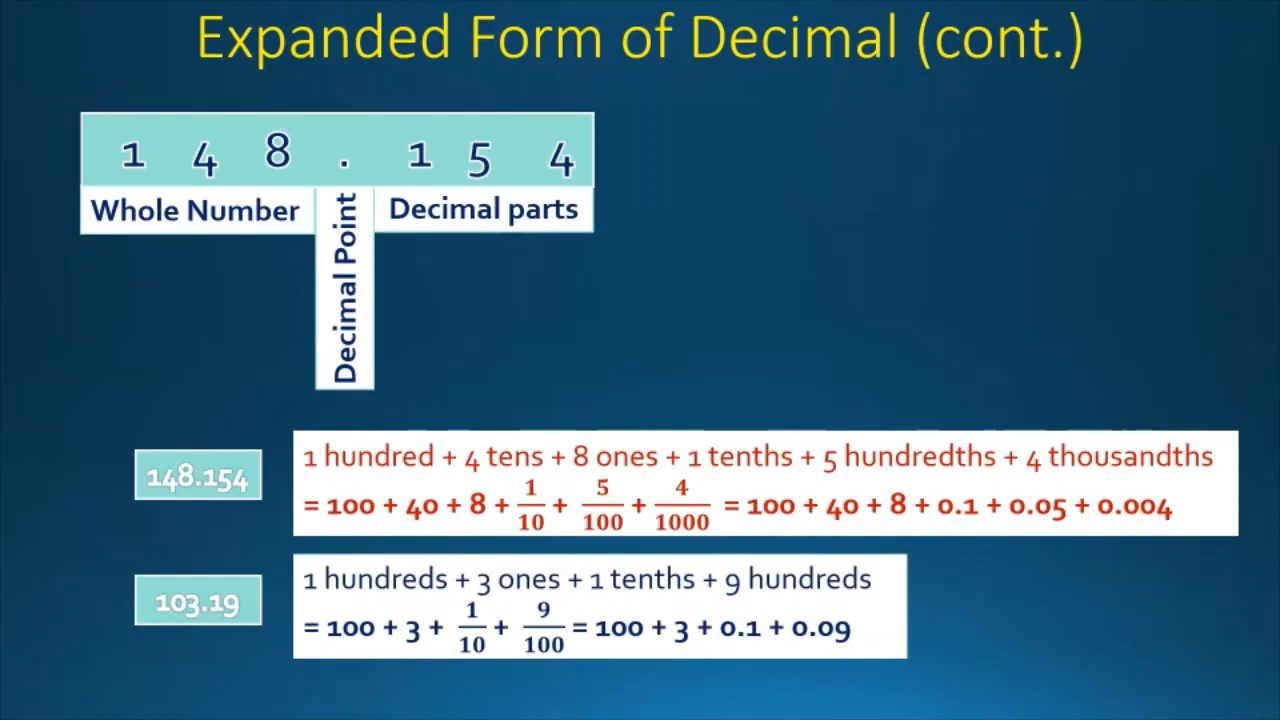 Expanded Form of Decimal (cont.)
1 4 8 . 1 5 4
Whole Number
Decimal Point
Decimal parts
148.154
1 hundred + 4 tens + 8 ones + 1 tenths + 5 hundredths + 4 thousandths
= 100 + 40 + 8 + 1/10 + 5/100 + 4/1000 = 100 + 40 + 8 + 0.1 + 0.05 + 0.004
103.19
1 hundreds + 3 ones + 1 tenths + 9 hundreds
= 100 + 3 + 1/10 + 9/100 = 100 + 3 + 0.1 + 0.09